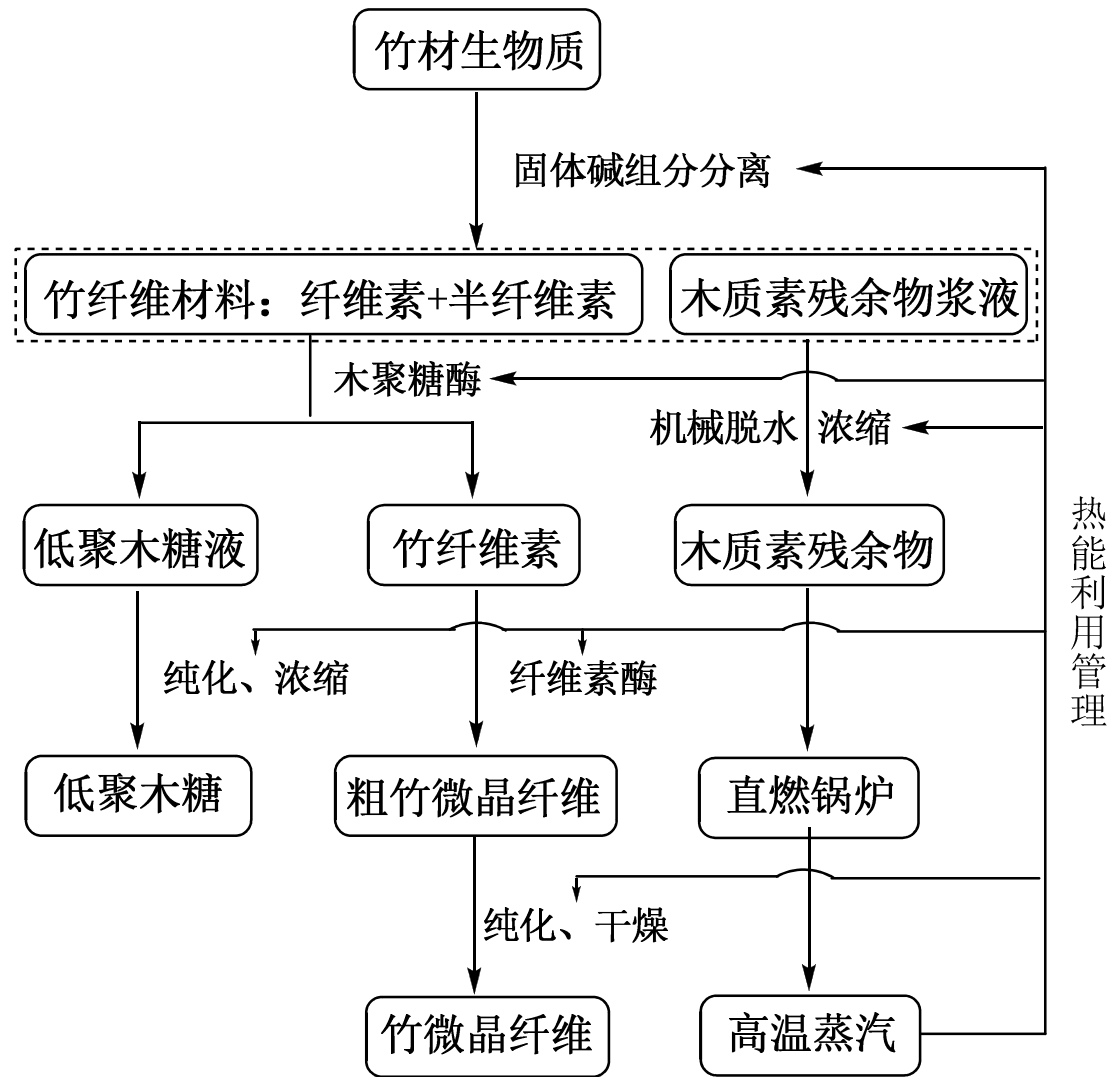 竹材生物质
固体碱组分分离
竹纤维材料：纤维素+半纤维素
木质素残余物浆液
木聚糖酶
机械脱水 浓缩
低聚木糖液
竹纤维素
木质素残余物
热能利用管理
纯化、浓缩
纤维素酶
低聚木糖
粗竹微晶纤维
直燃锅炉
纯化、干燥
竹微晶纤维
高温蒸汽